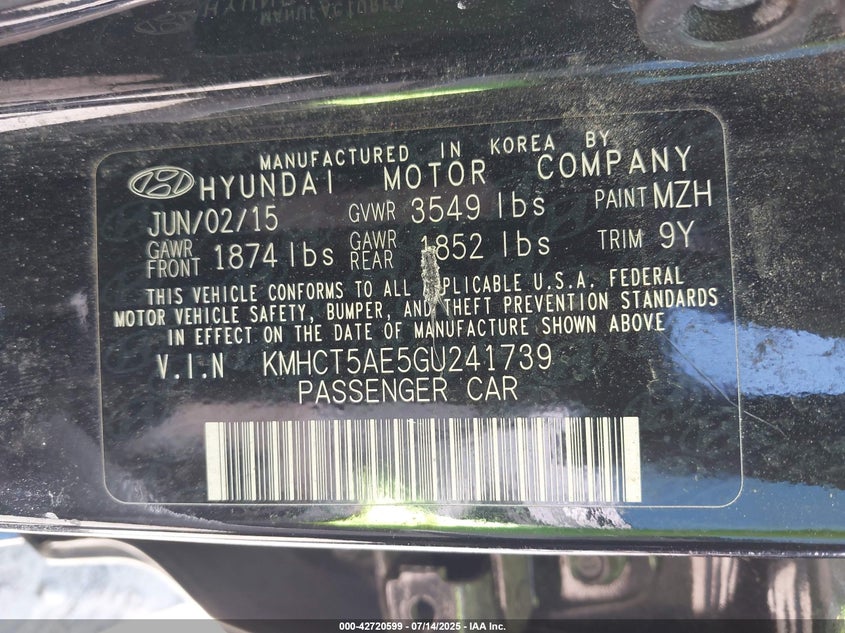 MANUFACTURED IN KOREA BY
HYUNDAI MOTOR COMPANY
JUN/02/15 GVWR 3549 lbs PAINT MZH
GAWR FRONT 1874 lbs GAWR REAR 1852 lbs TRIM 9Y
THIS VEHICLE CONFORMS TO ALL APPLICABLE U.S.A. FEDERAL
MOTOR VEHICLE SAFETY, BUMPER, AND THEFT PREVENTION STANDARDS
IN EFFECT ON THE DATE OF MANUFACTURE SHOWN ABOVE
V.I.N KMHCT5AE5GU241739
PASSENGER CAR
000-42720599 - 07/14/2025 - IAA Inc.